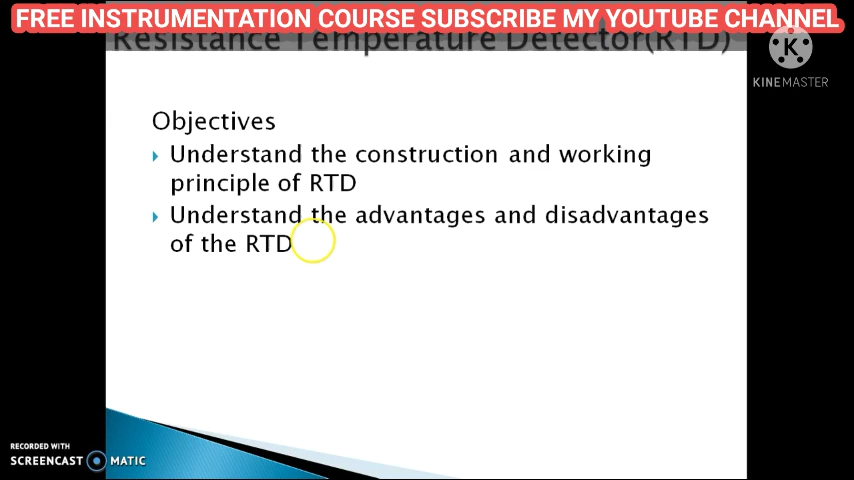 FREE INSTRUMENTATION COURSE SUBSCRIBE MY YOUTUBE CHANNEL
Resistance Temperature Detector(RTD)
K
KINEMASTER
Objectives
Understand the construction and working
principle of RTD
Understand the advantages and disadvantages
of the RTD
RECORDED WITH
SCREENCAST MATIC